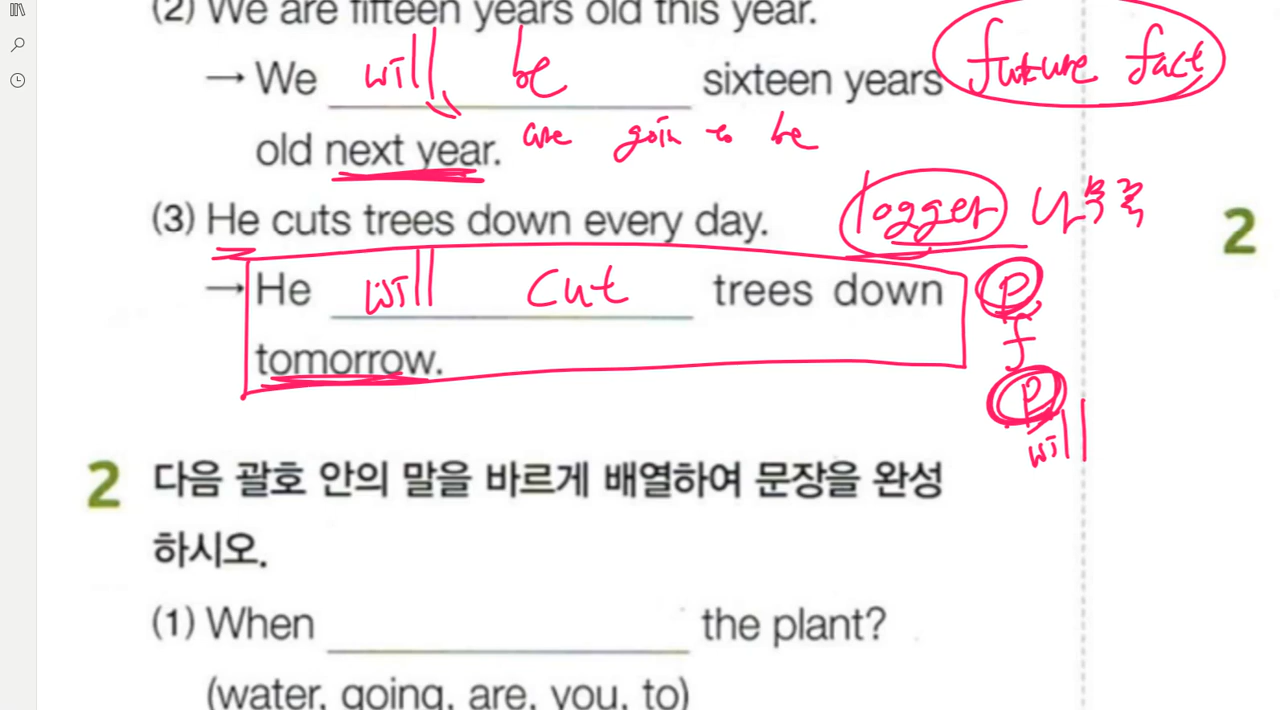 (2) We are fifteen years old this year.
→ We will be sixteen years future fact
old next year. are goin to be
(3) He cuts trees down every day. logger 나무꾼
→ He will cut trees down P
tomorrow. f
P
will
2 다음 괄호 안의 말을 바르게 배열하여 문장을 완성
하시오.
(1) When the plant?
(water, going, are, you, to)
2